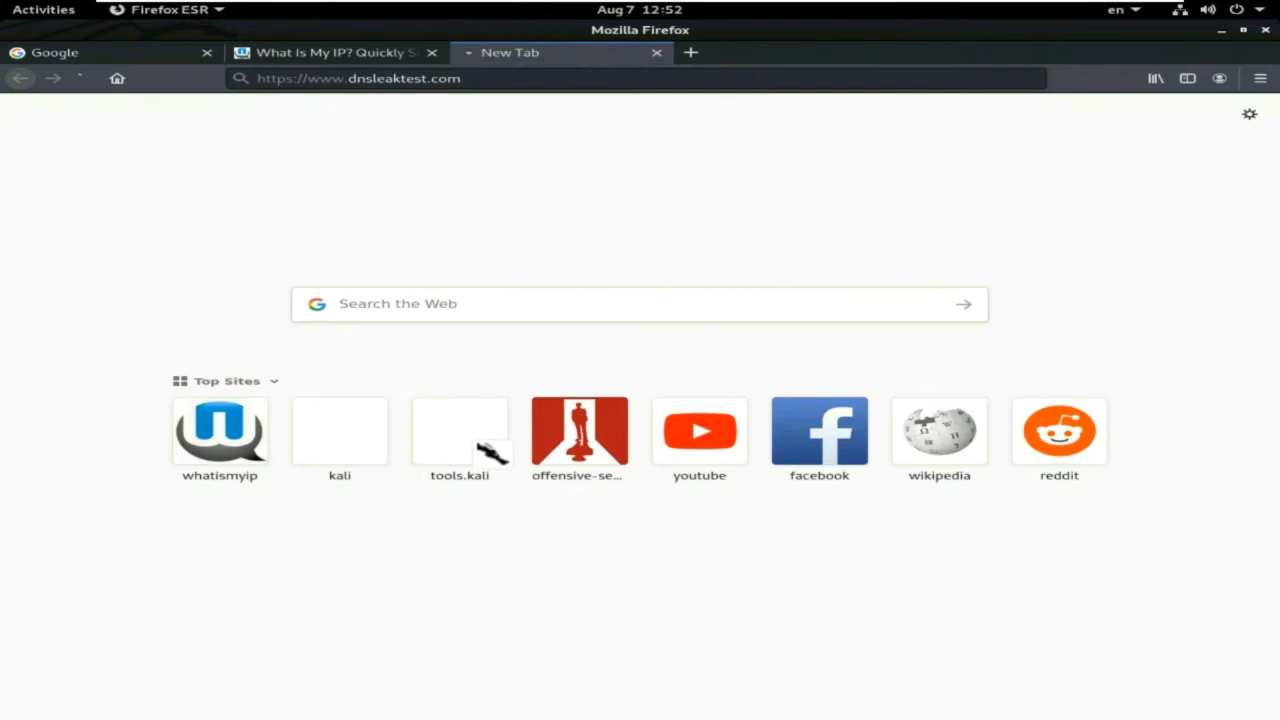 Activities Firefox ESR Aug 7 12:52 en
Mozilla Firefox
Google What Is My IP? Quickly S New Tab
https://www.dnsleaktest.com
Search the Web
Top Sites
whatismyip kali tools.kali offensive-se... youtube facebook wikipedia reddit